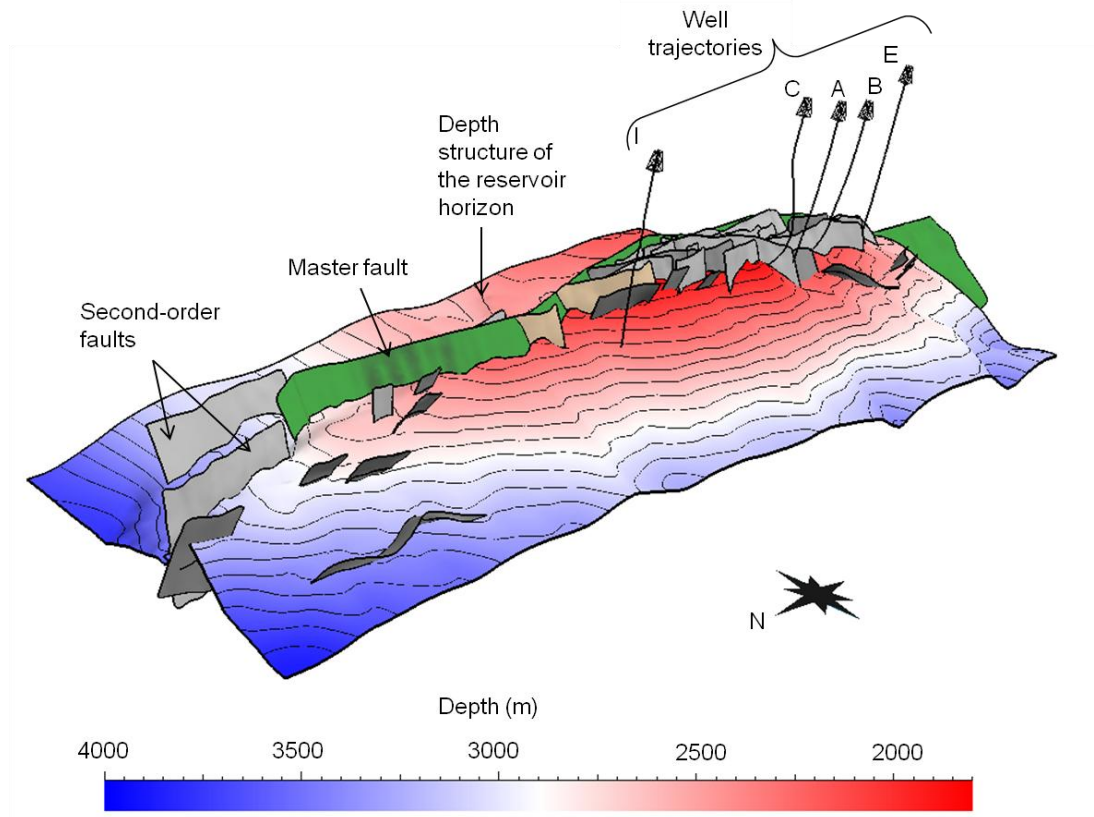 Well
trajectories
E
C
A
B
I
Depth
structure of
the reservoir
horizon
Master fault
Second-order
faults
N
Depth (m)
4000
3500
3000
2500
2000